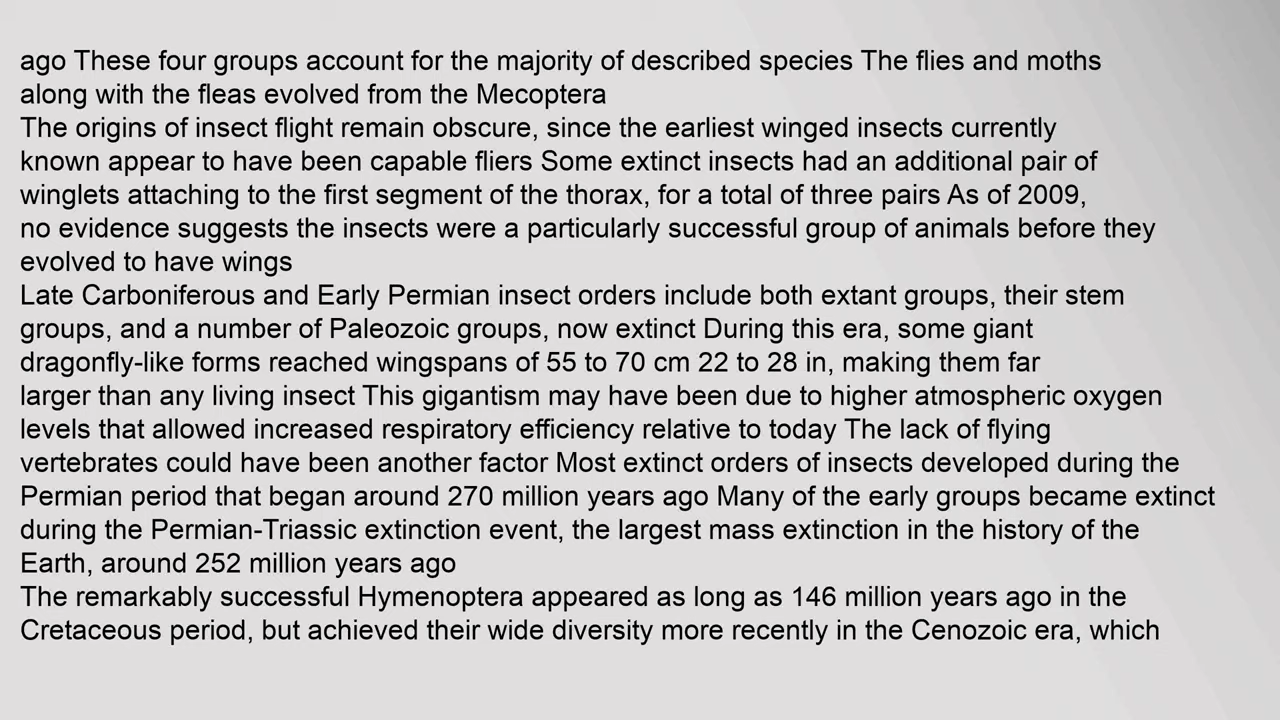 ago These four groups account for the majority of described species The flies and moths
along with the fleas evolved from the Mecoptera
The origins of insect flight remain obscure, since the earliest winged insects currently
known appear to have been capable fliers Some extinct insects had an additional pair of
winglets attaching to the first segment of the thorax, for a total of three pairs As of 2009,
no evidence suggests the insects were a particularly successful group of animals before they
evolved to have wings
Late Carboniferous and Early Permian insect orders include both extant groups, their stem
groups, and a number of Paleozoic groups, now extinct During this era, some giant
dragonfly-like forms reached wingspans of 55 to 70 cm 22 to 28 in, making them far
larger than any living insect This gigantism may have been due to higher atmospheric oxygen
levels that allowed increased respiratory efficiency relative to today The lack of flying
vertebrates could have been another factor Most extinct orders of insects developed during the
Permian period that began around 270 million years ago Many of the early groups became extinct
during the Permian-Triassic extinction event, the largest mass extinction in the history of the
Earth, around 252 million years ago
The remarkably successful Hymenoptera appeared as long as 146 million years ago in the
Cretaceous period, but achieved their wide diversity more recently in the Cenozoic era, which